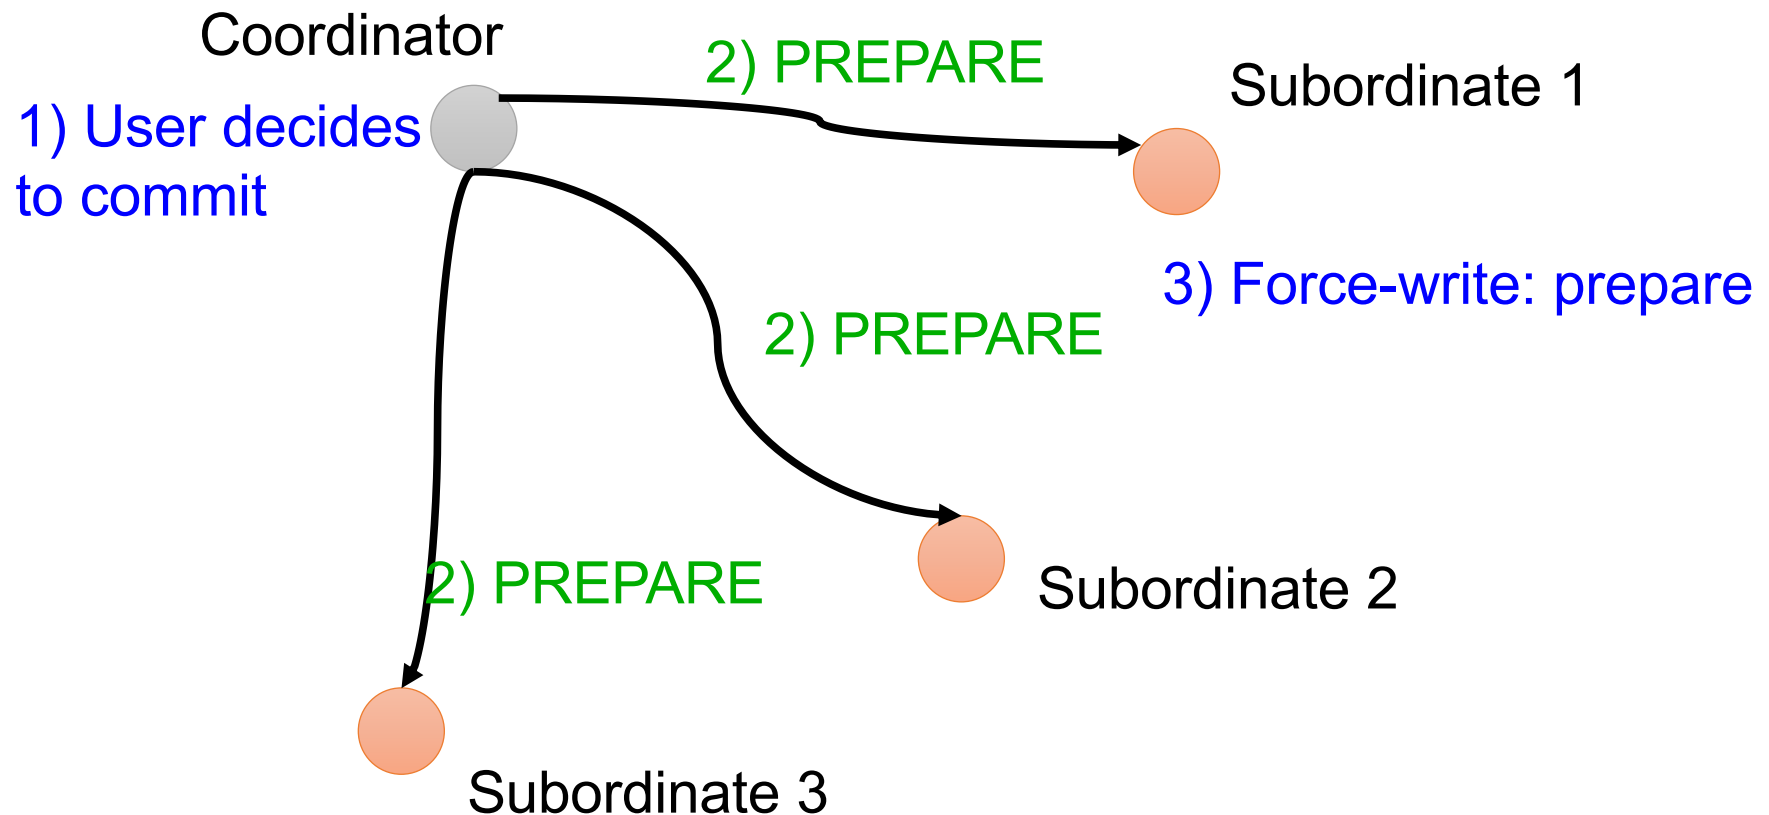 Coordinator
2) PREPARE
Subordinate 1
1) User decides
to commit
3) Force-write: prepare
2) PREPARE
2) PREPARE
Subordinate 2
Subordinate 3